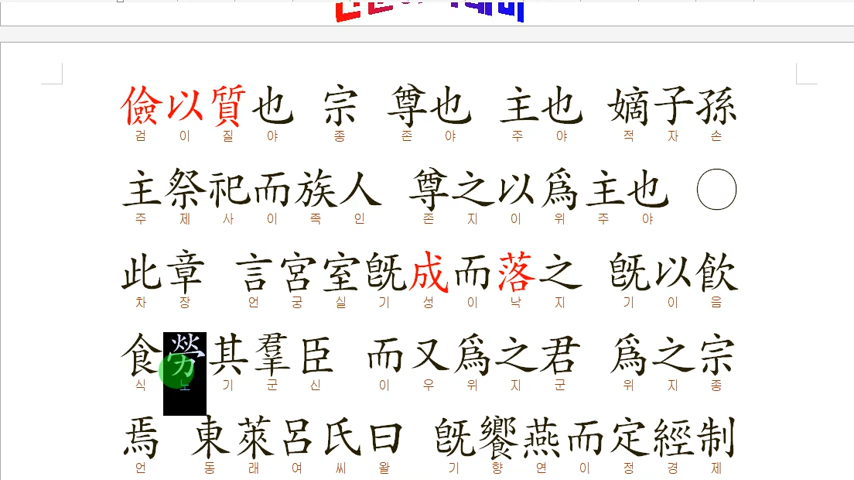 儉以質也 宗 尊也 主也 嫡子孫
검이질야 종 존야 주야 적자손
主祭祀而族人 尊之以爲主也 ○
주제사이족인 존지이위주야
此章 言宮室旣成而落之 旣以飮
차장 언궁실기성이낙지 기이음
食勞其羣臣 而又爲之君 爲之宗
식노기군신 이우위지군 위지종
焉 東萊呂氏曰 旣饗燕而定經制
언 동래여씨왈 기향연이정경제